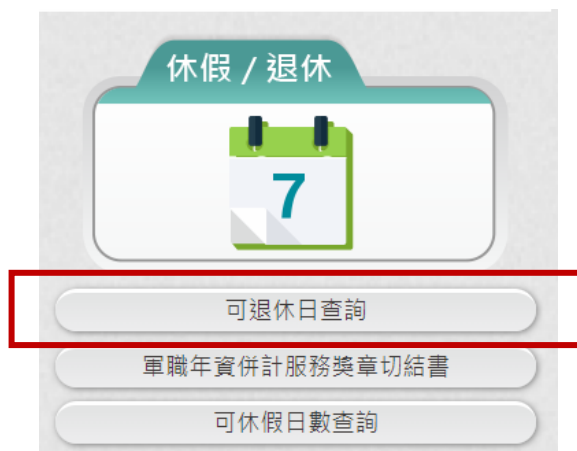 休假 / 退休
7
可退休日查詢
軍職年資併計服務獎章切結書
可休假日數查詢